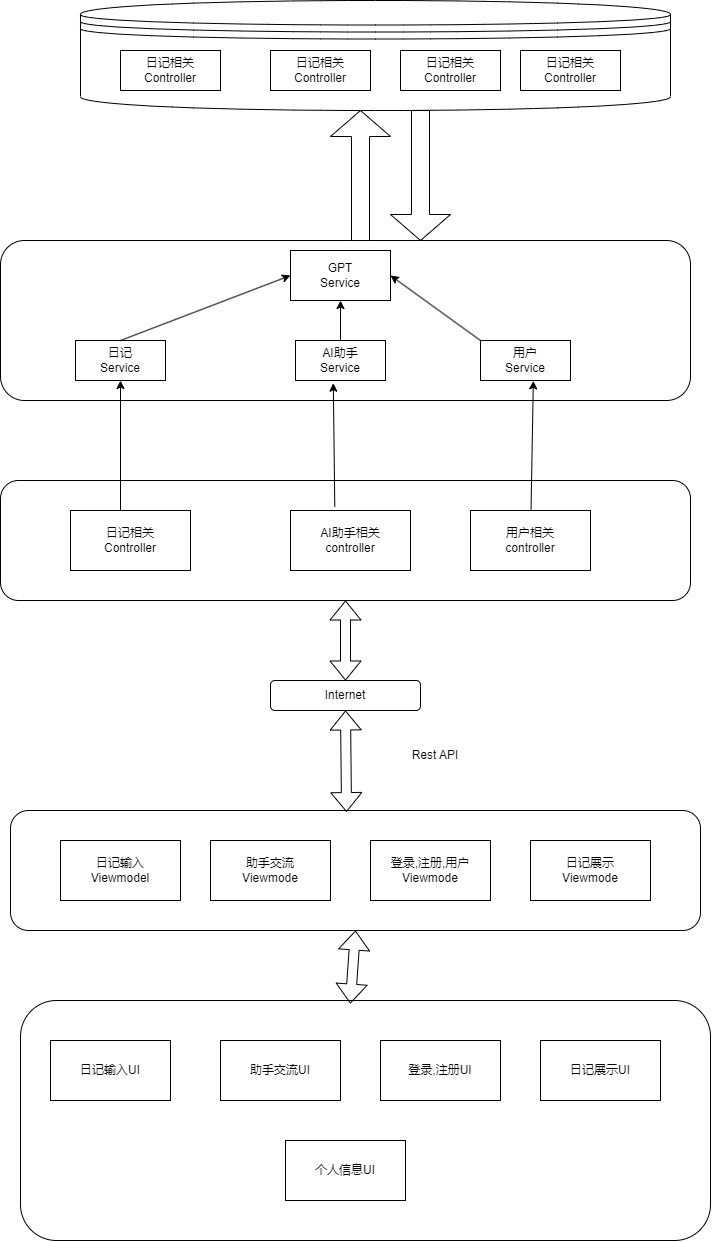 日记相关
Controller
日记相关
Controller
日记相关
Controller
日记相关
Controller
GPT
Service
日记
Service
AI助手
Service
用户
Service
日记相关
Controller
AI助手相关
controller
用户相关
controller
Internet
Rest API
日记输入
Viewmodel
助手交流
Viewmode
登录,注册,用户
Viewmode
日记展示
Viewmode
日记输入UI
助手交流UI
登录,注册UI
日记展示UI
个人信息UI